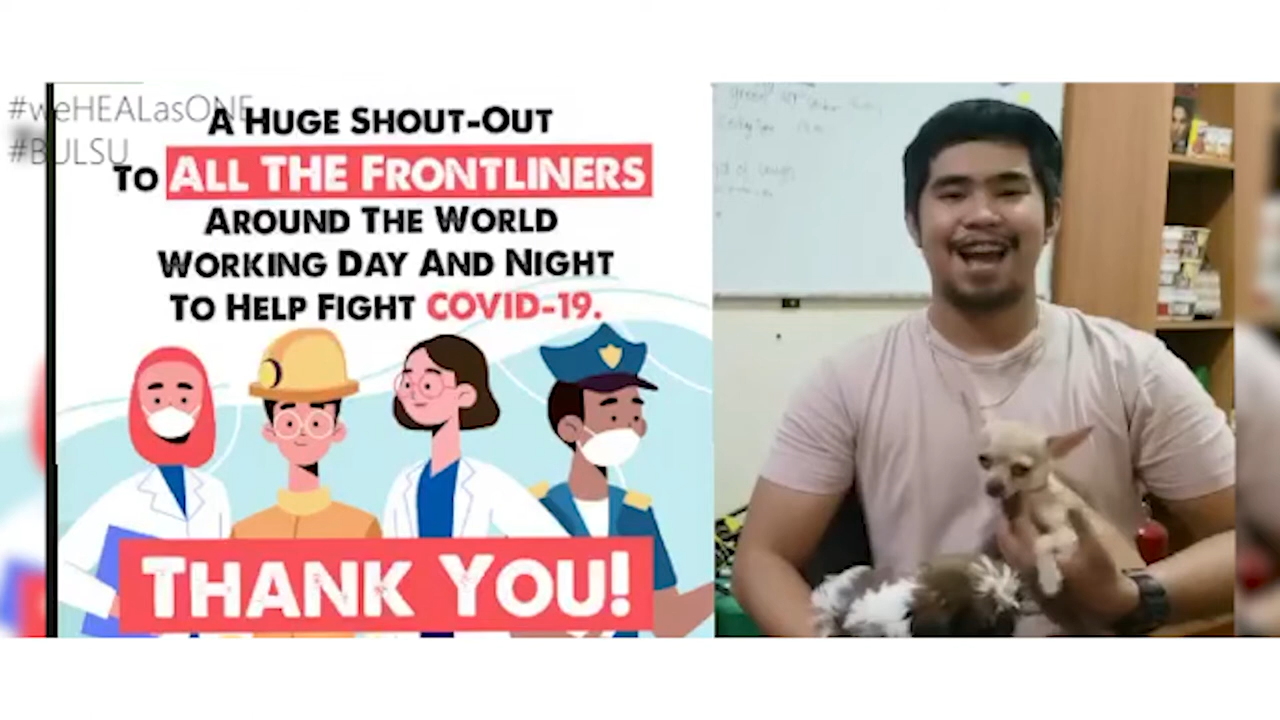 #weHEALasONE
#BULSU
A HUGE SHOUT-OUT
TO ALL THE FRONTLINERS
AROUND THE WORLD
WORKING DAY AND NIGHT
TO HELP FIGHT COVID-19.
THANK YOU!